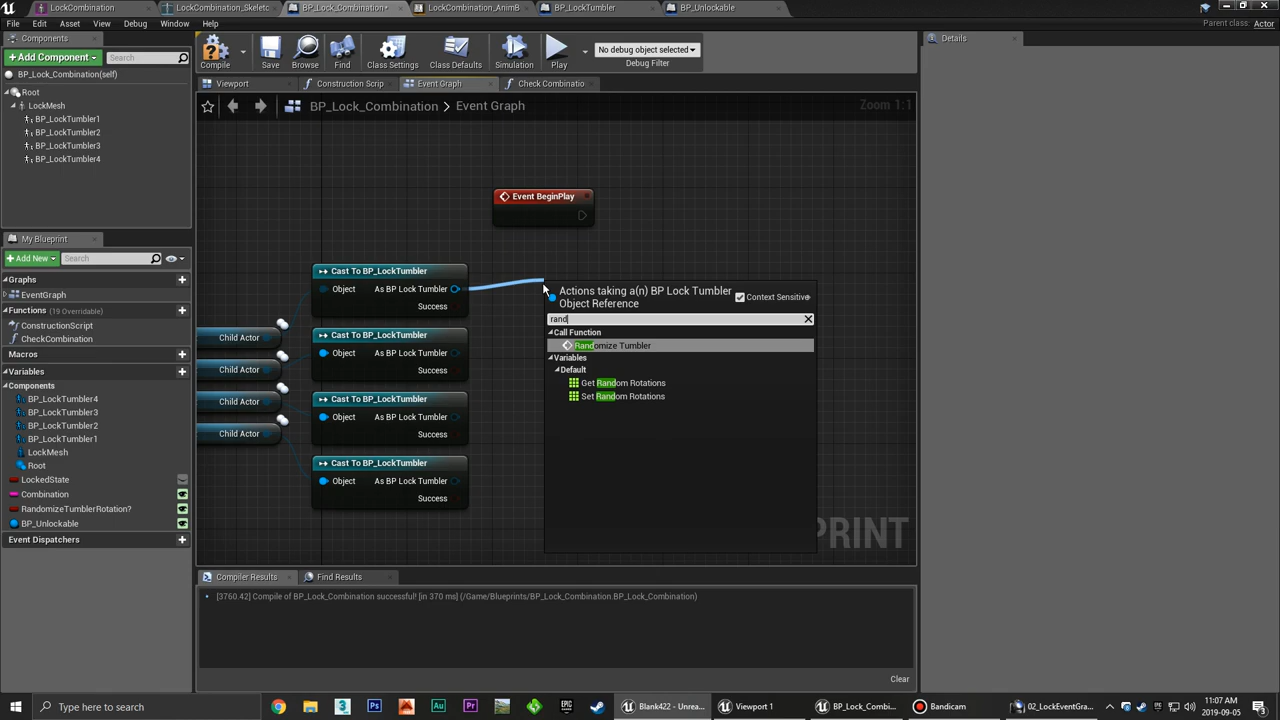 LockCombination
LockCombination_Skeletc
BP_Lock_Combination*
LockCombination_AnimB
BP_LockTumbler
BP_Unlockable
File Edit Asset View Debug Window Help
Parent class: Actor
Components
+ Add Component
Search
BP_Lock_Combination(self)
Root
LockMesh
BP_LockTumbler1
BP_LockTumbler2
BP_LockTumbler3
BP_LockTumbler4
My Blueprint
+ Add New
Search
Graphs
EventGraph
Functions (19 Overridable)
ConstructionScript
CheckCombination
Macros
Variables
Components
BP_LockTumbler4
BP_LockTumbler3
BP_LockTumbler2
BP_LockTumbler1
LockMesh
Root
LockedState
Combination
RandomizeTumblerRotation?
BP_Unlockable
Event Dispatchers
Compile
Save
Browse
Find
Class Settings
Class Defaults
Simulation
Play
No debug object selected
Debug Filter
Viewport
Construction Scrip
Event Graph
Check Combinatio
BP_Lock_Combination > Event Graph
Zoom 1:1
Event BeginPlay
Cast To BP_LockTumbler
Object As BP Lock Tumbler
Success
Child Actor
Cast To BP_LockTumbler
Object As BP Lock Tumbler
Success
Child Actor
Cast To BP_LockTumbler
Object As BP Lock Tumbler
Success
Child Actor
Cast To BP_LockTumbler
Object As BP Lock Tumbler
Success
Child Actor
Actions taking a(n) BP Lock Tumbler
Object Reference
Context Sensitive
rand
Call Function
Randomize Tumbler
Variables
Default
Get Random Rotations
Set Random Rotations
PRINT
Compiler Results
Find Results
[3760.42] Compile of BP_Lock_Combination successful! [in 370 ms] (/Game/Blueprints/BP_Lock_Combination.BP_Lock_Combination)
Clear
Details
Type here to search
Blank422 - Unrea...
Viewport 1
BP_Lock_Combi...
Bandicam
02_LockEventGra...
11:07 AM
2019-09-05